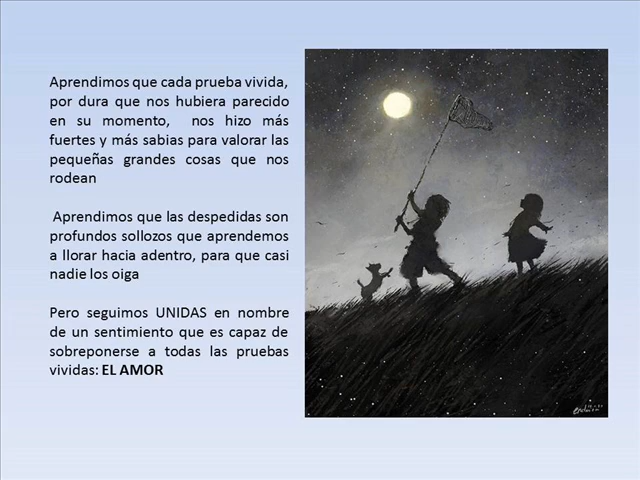 Aprendimos que cada prueba vivida,
por dura que nos hubiera parecido
en su momento, nos hizo más
fuertes y más sabias para valorar las
pequeñas grandes cosas que nos
rodean
Aprendimos que las despedidas son
profundos sollozos que aprendemos
a llorar hacia adentro, para que casi
nadie los oiga
Pero seguimos UNIDAS en nombre
de un sentimiento que es capaz de
sobreponerse a todas las pruebas
vividas: EL AMOR